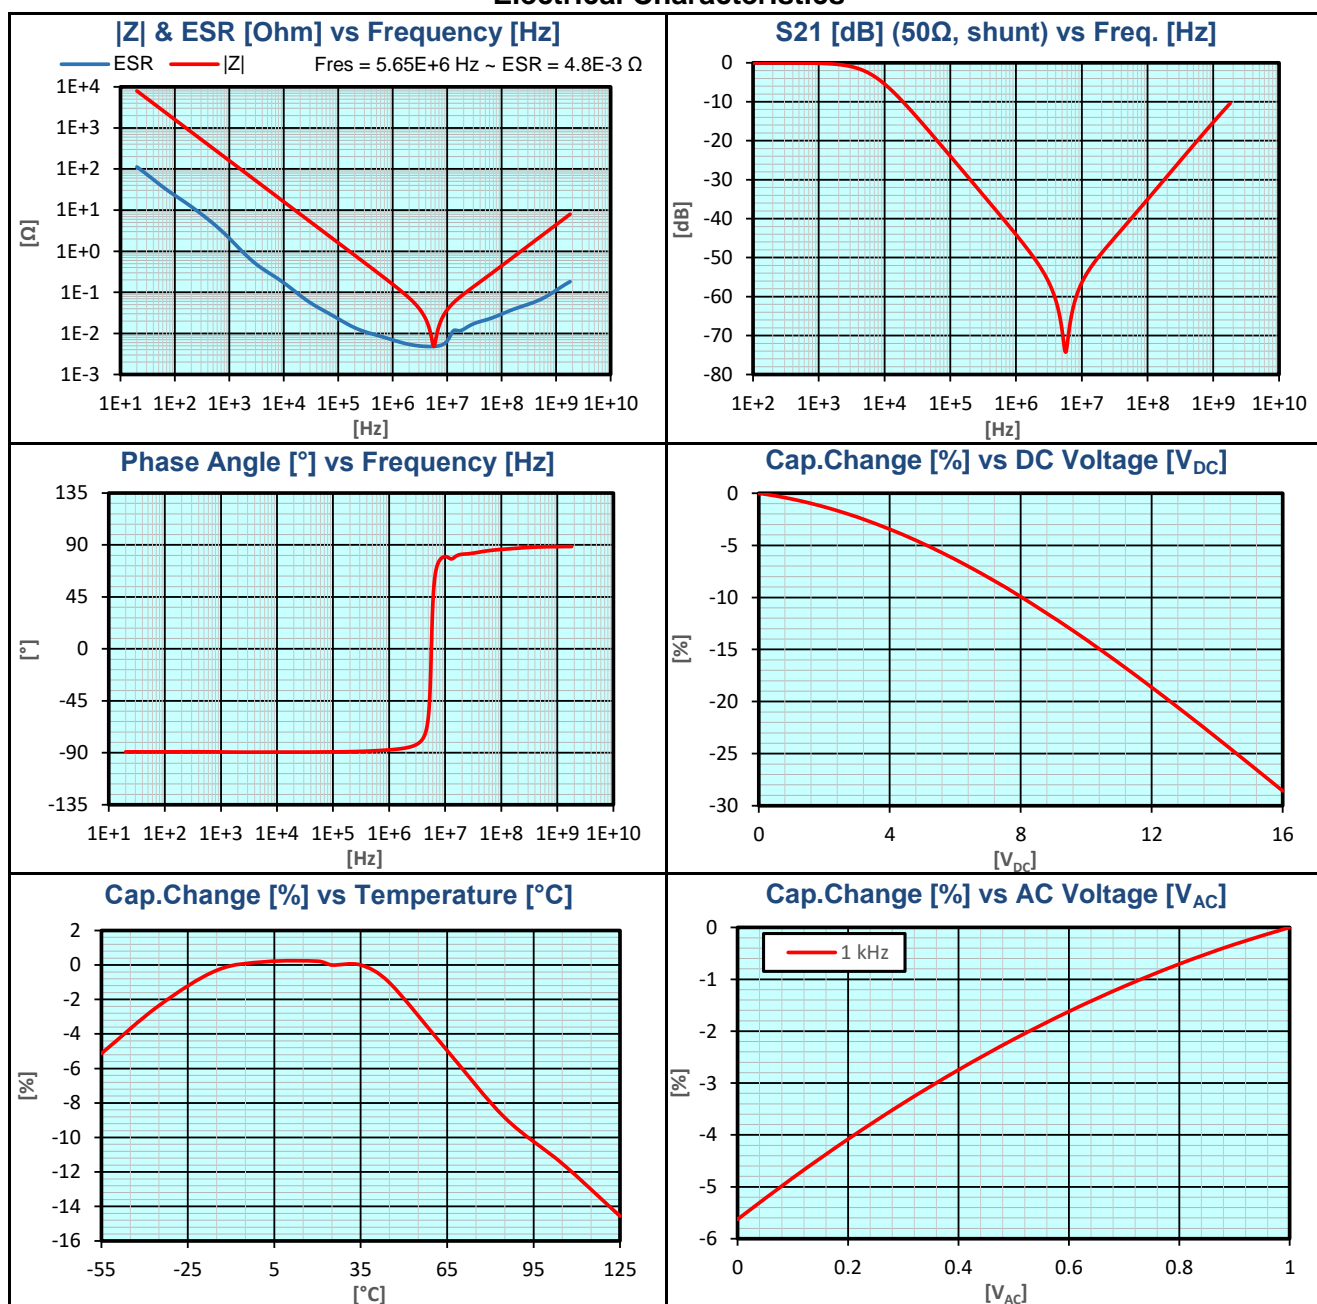 Electrical Characteristics
|Z| & ESR [Ohm] vs Frequency [Hz]
ESR |Z| Fres = 5.65E+6 Hz ~ ESR = 4.8E-3 Ω
1E+4
1E+3
1E+2
1E+1
1E+0
1E-1
1E-2
1E-3
[Ω]
1E+1 1E+2 1E+3 1E+4 1E+5 1E+6 1E+7 1E+8 1E+9 1E+10
[Hz]
S21 [dB] (50Ω, shunt) vs Freq. [Hz]
0
-10
-20
-30
-40
-50
-60
-70
-80
[dB]
1E+2 1E+3 1E+4 1E+5 1E+6 1E+7 1E+8 1E+9 1E+10
[Hz]
Phase Angle [°] vs Frequency [Hz]
135
90
45
0
-45
-90
-135
[°]
1E+1 1E+2 1E+3 1E+4 1E+5 1E+6 1E+7 1E+8 1E+9 1E+10
[Hz]
Cap.Change [%] vs DC Voltage [VDC]
0
-5
-10
-15
-20
-25
-30
[%]
0 4 8 12 16
[VDC]
Cap.Change [%] vs Temperature [°C]
2
0
-2
-4
-6
-8
-10
-12
-14
-16
[%]
-55 -25 5 35 65 95 125
[°C]
Cap.Change [%] vs AC Voltage [VAC]
1 kHz
0
-1
-2
-3
-4
-5
-6
[%]
0 0.2 0.4 0.6 0.8 1
[VAC]